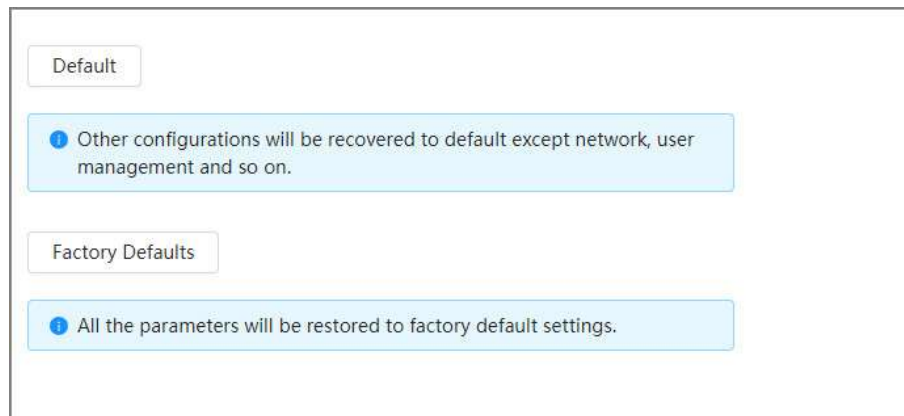 Default
Other configurations will be recovered to default except network, user
management and so on.
Factory Defaults
All the parameters will be restored to factory default settings.